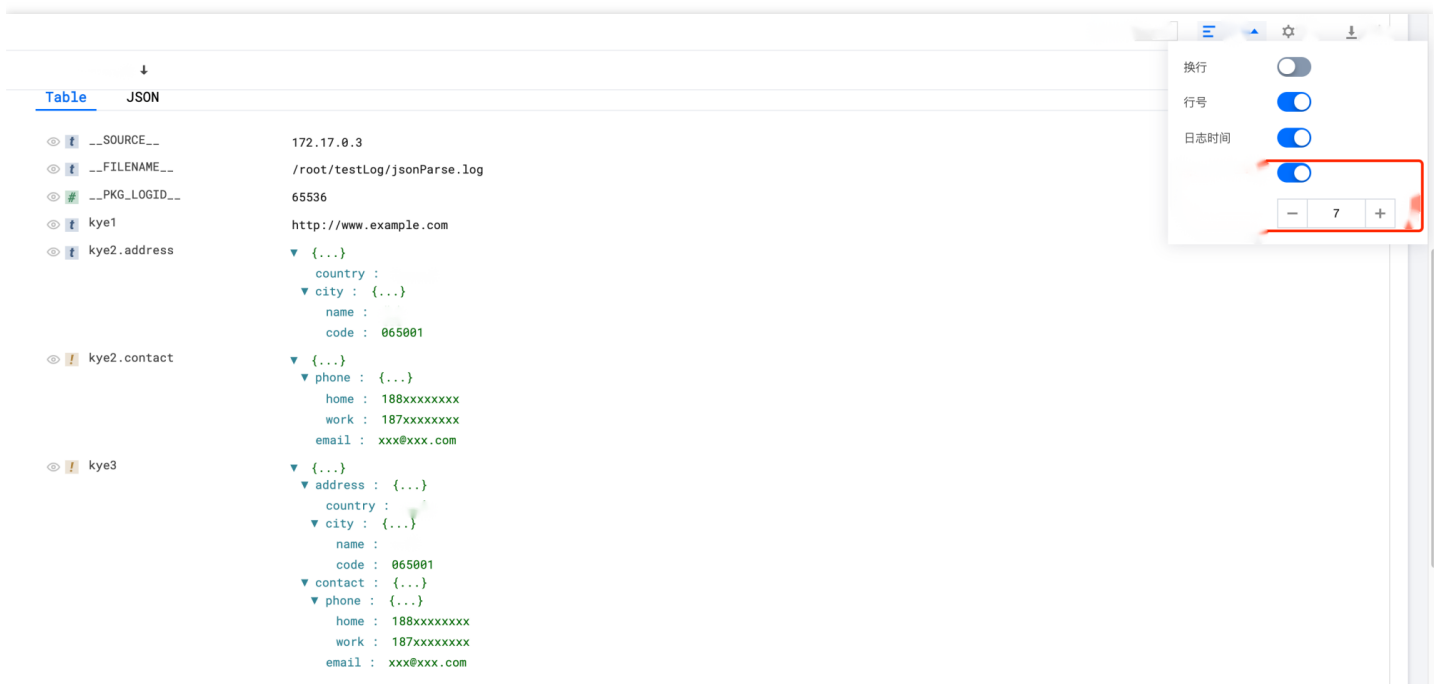 换行
行号
日志时间
− 7 +
Table JSON
t __SOURCE__ 172.17.0.3
t __FILENAME__ /root/testLog/jsonParse.log
# __PKG_LOGID__ 65536
t kye1 http://www.example.com
t kye2.address ▼ {...}
country :
▼ city : {...}
name :
code : 065001
! kye2.contact ▼ {...}
▼ phone : {...}
home : 188xxxxxxxx
work : 187xxxxxxxx
email : xxx@xxx.com
! kye3 ▼ {...}
▼ address : {...}
country :
▼ city : {...}
name :
code : 065001
▼ contact : {...}
▼ phone : {...}
home : 188xxxxxxxx
work : 187xxxxxxxx
email : xxx@xxx.com